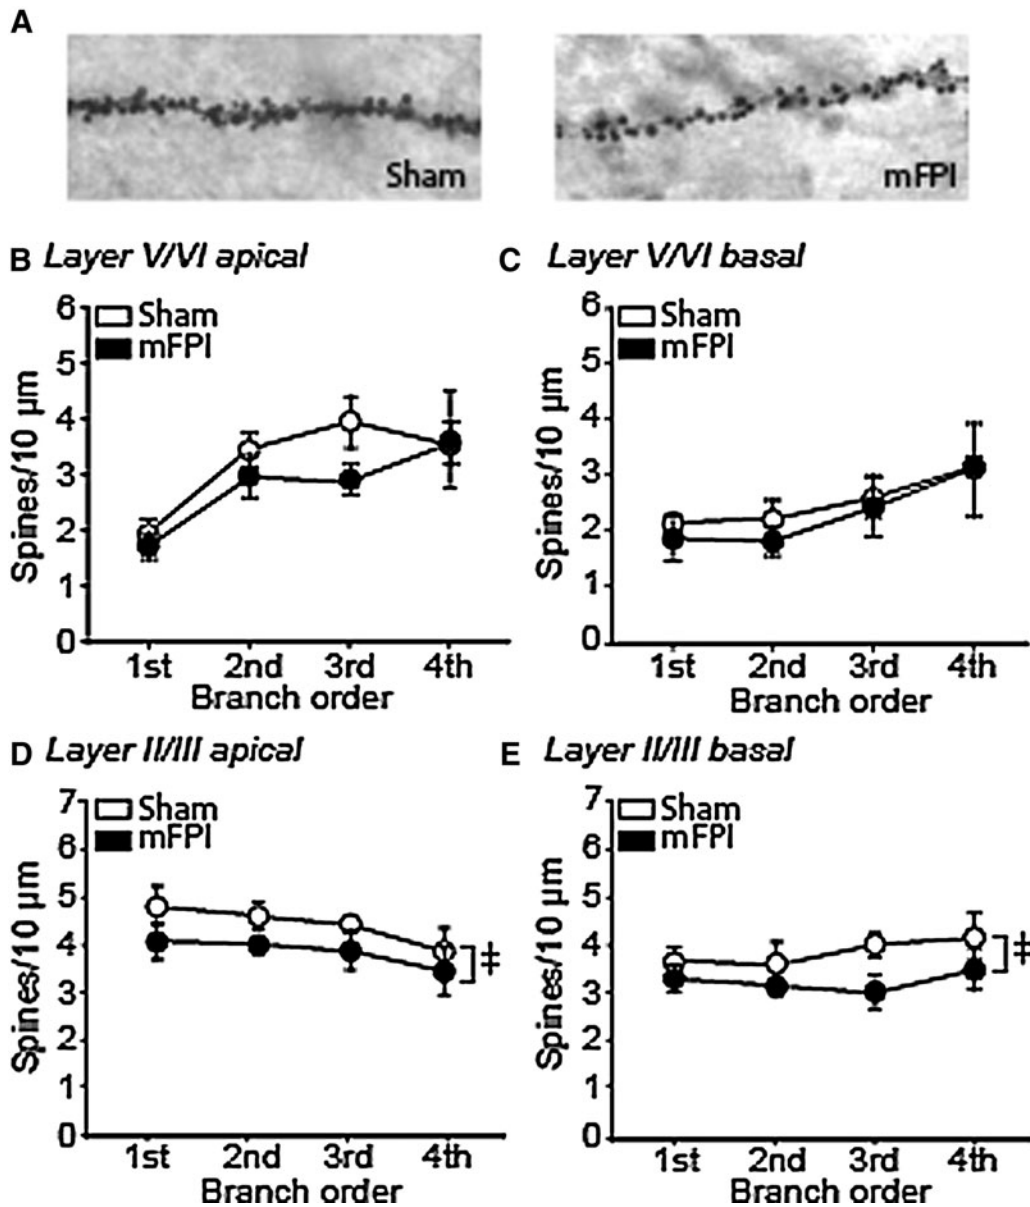 A
Sham
mFPI
B Layer V/VI apical
Sham
mFPI
6
5
4
3
2
1
0
Spines/10 µm
1st 2nd 3rd 4th
Branch order
C Layer V/VI basal
Sham
mFPI
6
5
4
3
2
1
0
Spines/10 µm
1st 2nd 3rd 4th
Branch order
D Layer II/III apical
Sham
mFPI
7
6
5
4
3
2
1
0
Spines/10 µm
‡
1st 2nd 3rd 4th
Branch order
E Layer II/III basal
Sham
mFPI
7
6
5
4
3
2
1
0
Spines/10 µm
‡
1st 2nd 3rd 4th
Branch order